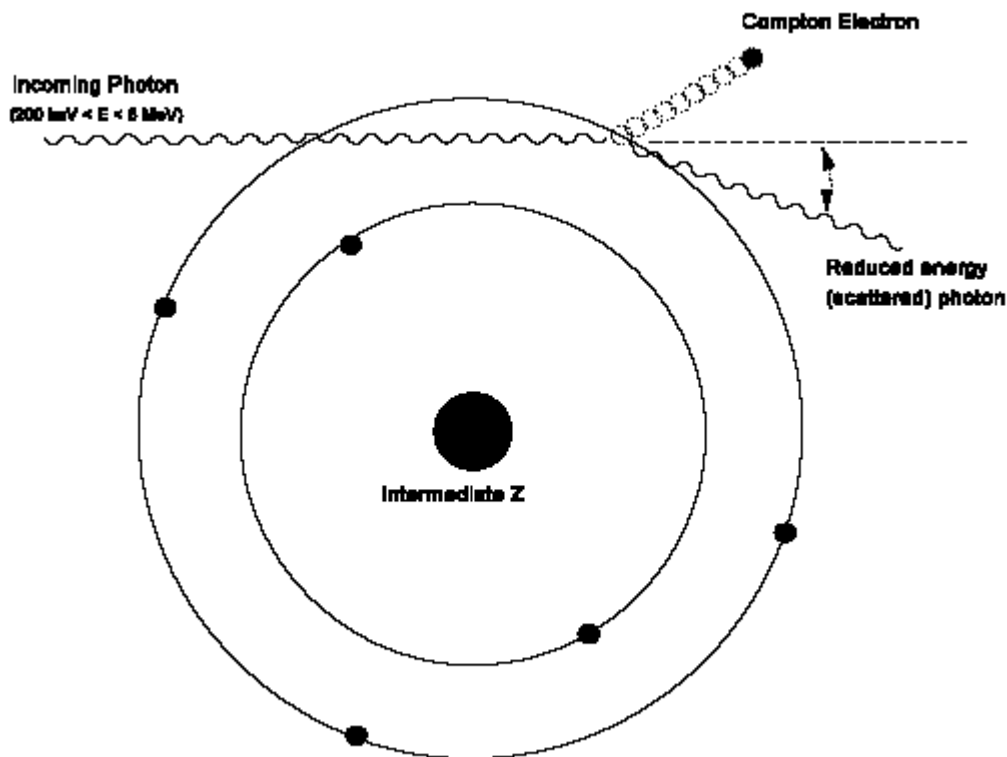 Compton Electron
Incoming Photon
(200 keV < E < 5 MeV)
Reduced energy
(scattered) photon
Intermediate Z